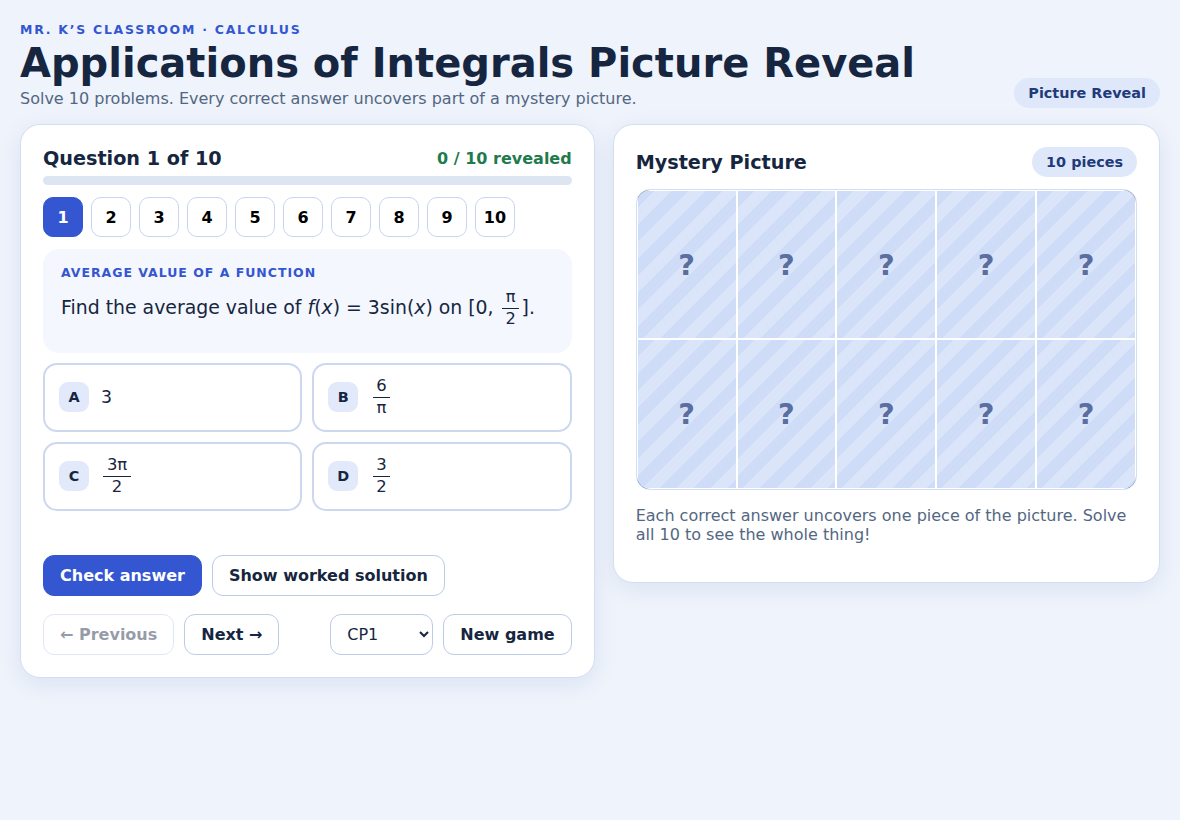 MR. K’S CLASSROOM · CALCULUS
Applications of Integrals Picture Reveal
Solve 10 problems. Every correct answer uncovers part of a mystery picture.
Picture Reveal
Question 1 of 10
0 / 10 revealed
1 2 3 4 5 6 7 8 9 10
AVERAGE VALUE OF A FUNCTION
Find the average value of f(x) = 3sin(x) on [0, π/2].
A 3
B 6/π
C 3π/2
D 3/2
Check answer
Show worked solution
← Previous
Next →
CP1
New game
Mystery Picture
10 pieces
? ? ? ? ?
? ? ? ? ?
Each correct answer uncovers one piece of the picture. Solve
all 10 to see the whole thing!